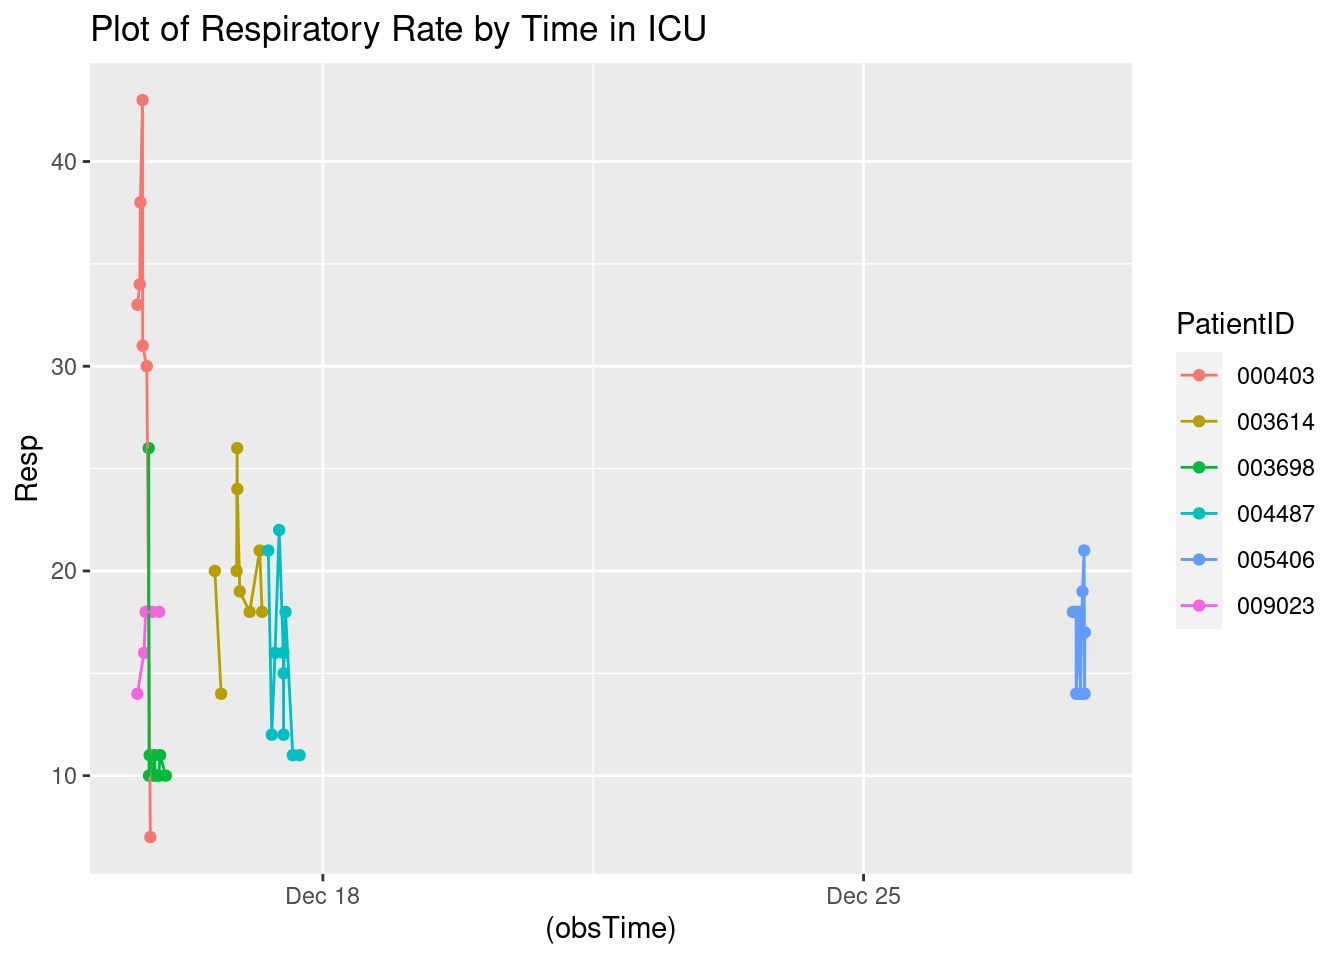 Plot of Respiratory Rate by Time in ICU
40
30
20
10
Resp
Dec 18
Dec 25
(obsTime)
PatientID
000403
003614
003698
004487
005406
009023